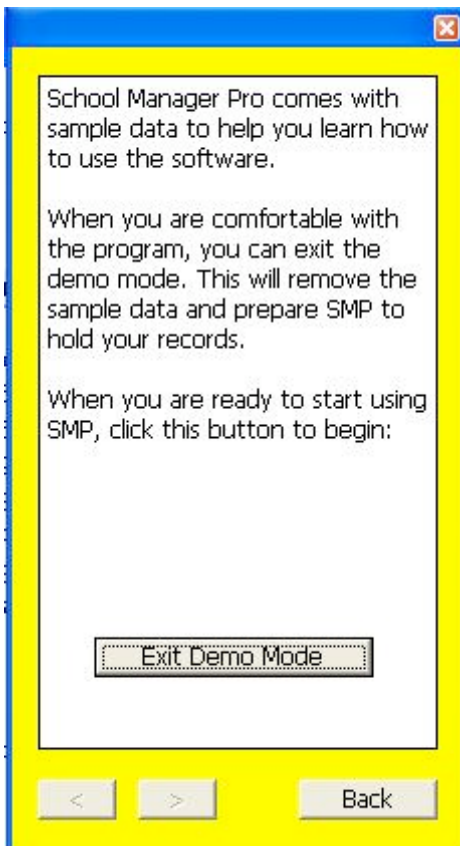 School Manager Pro comes with
sample data to help you learn how
to use the software.
When you are comfortable with
the program, you can exit the
demo mode. This will remove the
sample data and prepare SMP to
hold your records.
When you are ready to start using
SMP, click this button to begin:
Exit Demo Mode
< > Back